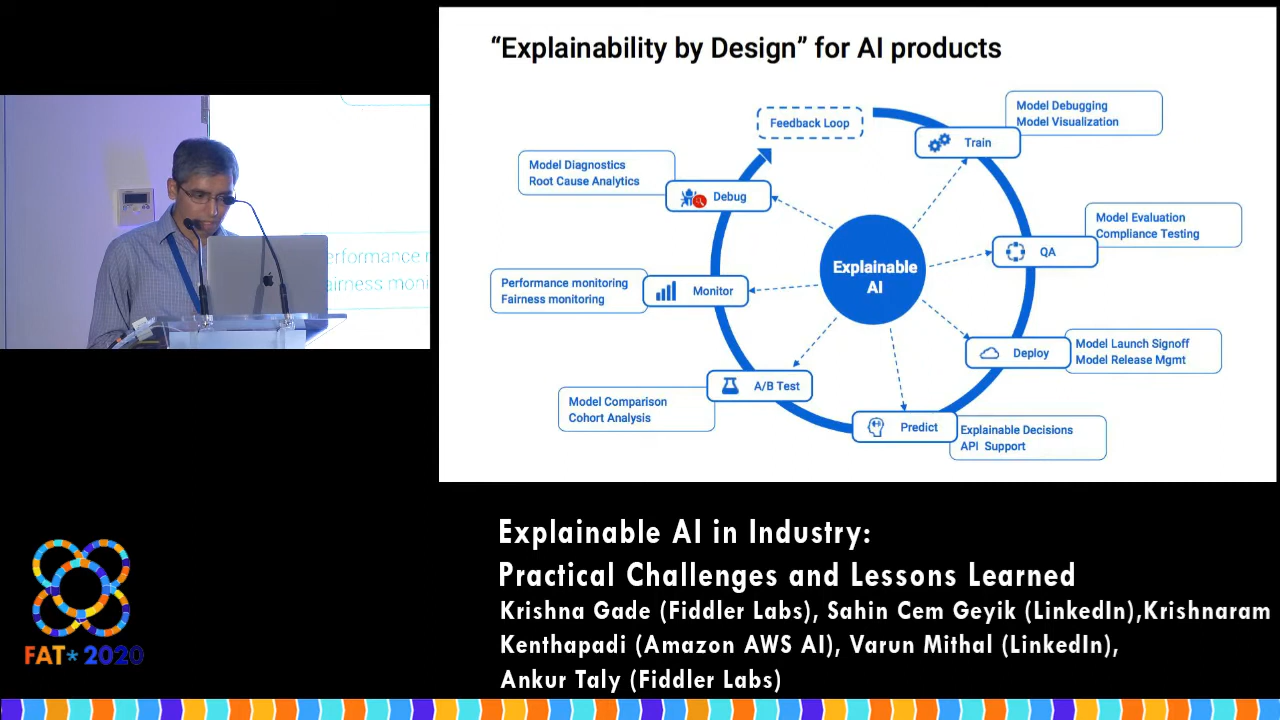 “Explainability by Design” for AI products
Feedback Loop
Train
Model Debugging
Model Visualization
QA
Model Evaluation
Compliance Testing
Deploy
Model Launch Signoff
Model Release Mgmt
Predict
Explainable Decisions
API Support
A/B Test
Model Comparison
Cohort Analysis
Monitor
Performance monitoring
Fairness monitoring
Debug
Model Diagnostics
Root Cause Analytics
Explainable
AI
erformance r
airness moni
Explainable AI in Industry:
Practical Challenges and Lessons Learned
Krishna Gade (Fiddler Labs), Sahin Cem Geyik (LinkedIn),Krishnaram
Kenthapadi (Amazon AWS AI), Varun Mithal (LinkedIn),
Ankur Taly (Fiddler Labs)
FAT* 2020